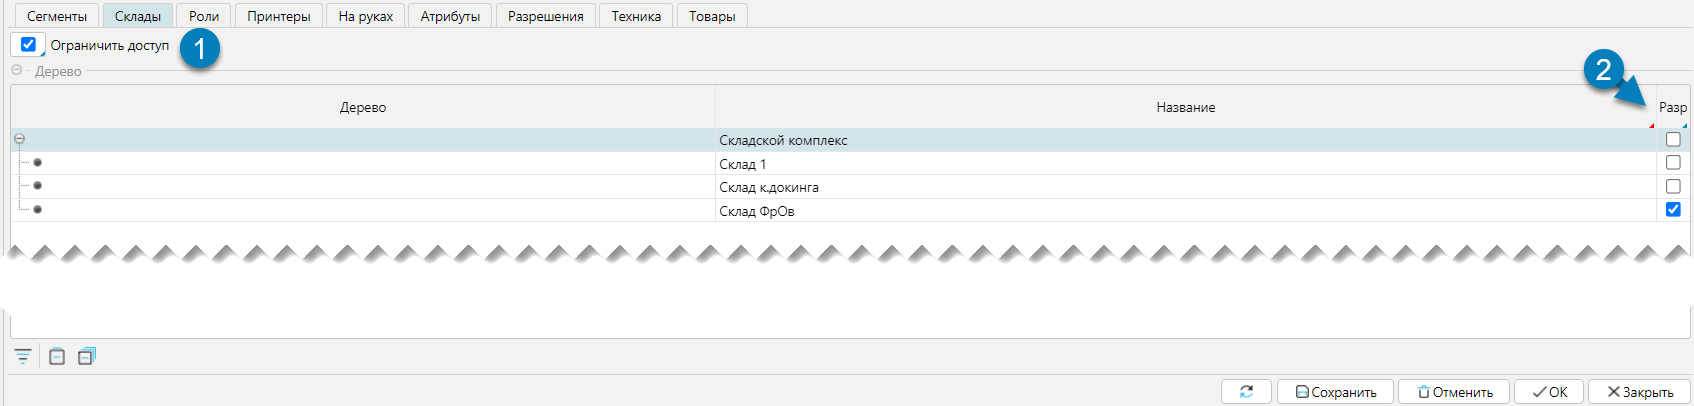 Сегменты Склады Роли Принтеры На руках Атрибуты Разрешения Техника Товары
Ограничить доступ 1
Дерево
2
Дерево Название Разр
Складской комплекс
Склад 1
Склад к.докинга
Склад ФрОв
Сохранить Отменить ОК Закрыть